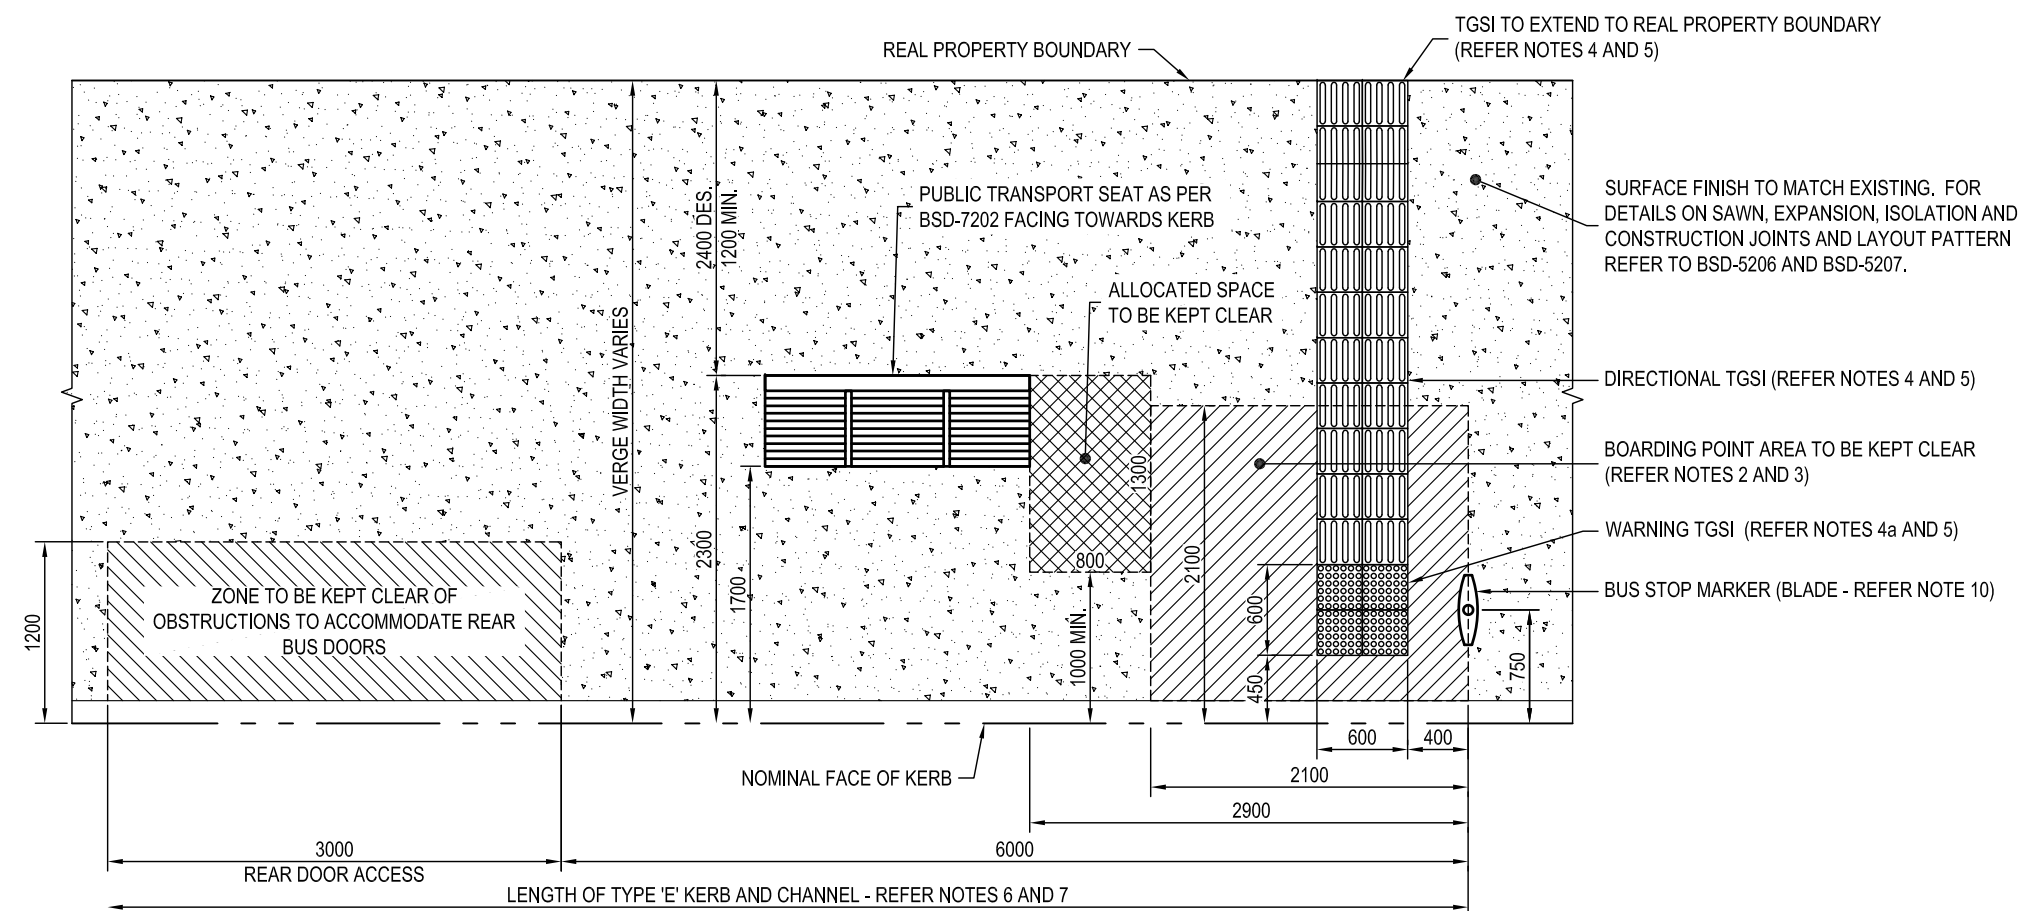 TGSI TO EXTEND TO REAL PROPERTY BOUNDARY
(REFER NOTES 4 AND 5)
REAL PROPERTY BOUNDARY
PUBLIC TRANSPORT SEAT AS PER
BSD-7202 FACING TOWARDS KERB
SURFACE FINISH TO MATCH EXISTING. FOR
DETAILS ON SAWN, EXPANSION, ISOLATION AND
CONSTRUCTION JOINTS AND LAYOUT PATTERN
REFER TO BSD-5206 AND BSD-5207.
2400 DES.
1200 MIN.
ALLOCATED SPACE
TO BE KEPT CLEAR
VERGE WIDTH VARIES
DIRECTIONAL TGSI (REFER NOTES 4 AND 5)
BOARDING POINT AREA TO BE KEPT CLEAR
(REFER NOTES 2 AND 3)
1300
WARNING TGSI (REFER NOTES 4a AND 5)
2300
1700
800
2100
BUS STOP MARKER (BLADE - REFER NOTE 10)
ZONE TO BE KEPT CLEAR OF
OBSTRUCTIONS TO ACCOMMODATE REAR
BUS DOORS
1200
1000 MIN.
600
450
750
600
400
NOMINAL FACE OF KERB
2100
2900
3000
REAR DOOR ACCESS
6000
LENGTH OF TYPE 'E' KERB AND CHANNEL - REFER NOTES 6 AND 7